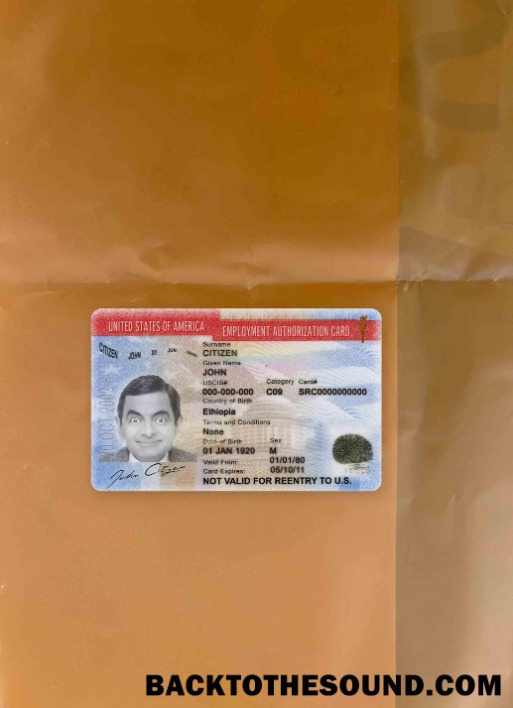 UNITED STATES OF AMERICA EMPLOYMENT AUTHORIZATION CARD
CITIZEN JOHN
Surname
CITIZEN
Given Name
JOHN
USCIS# Category Card#
000-000-000 C09 SRC0000000000
Country of Birth
Ethiopia
Terms and Conditions
None
Date of Birth Sex
01 JAN 1920 M
Valid From: 01/01/80
Card Expires: 05/10/11
NOT VALID FOR REENTRY TO U.S.
John Citizen
BACKTOTHESOUND.COM